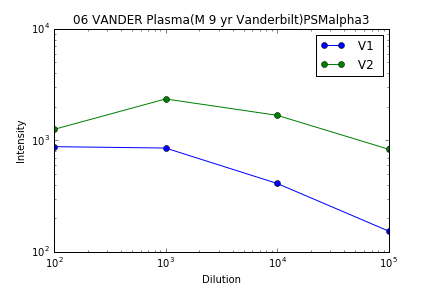 06 VANDER Plasma(M 9 yr Vanderbilt)PSMalpha3
10^4
V1
V2
10^3
Intensity
10^2
10^2 10^3 10^4 10^5
Dilution